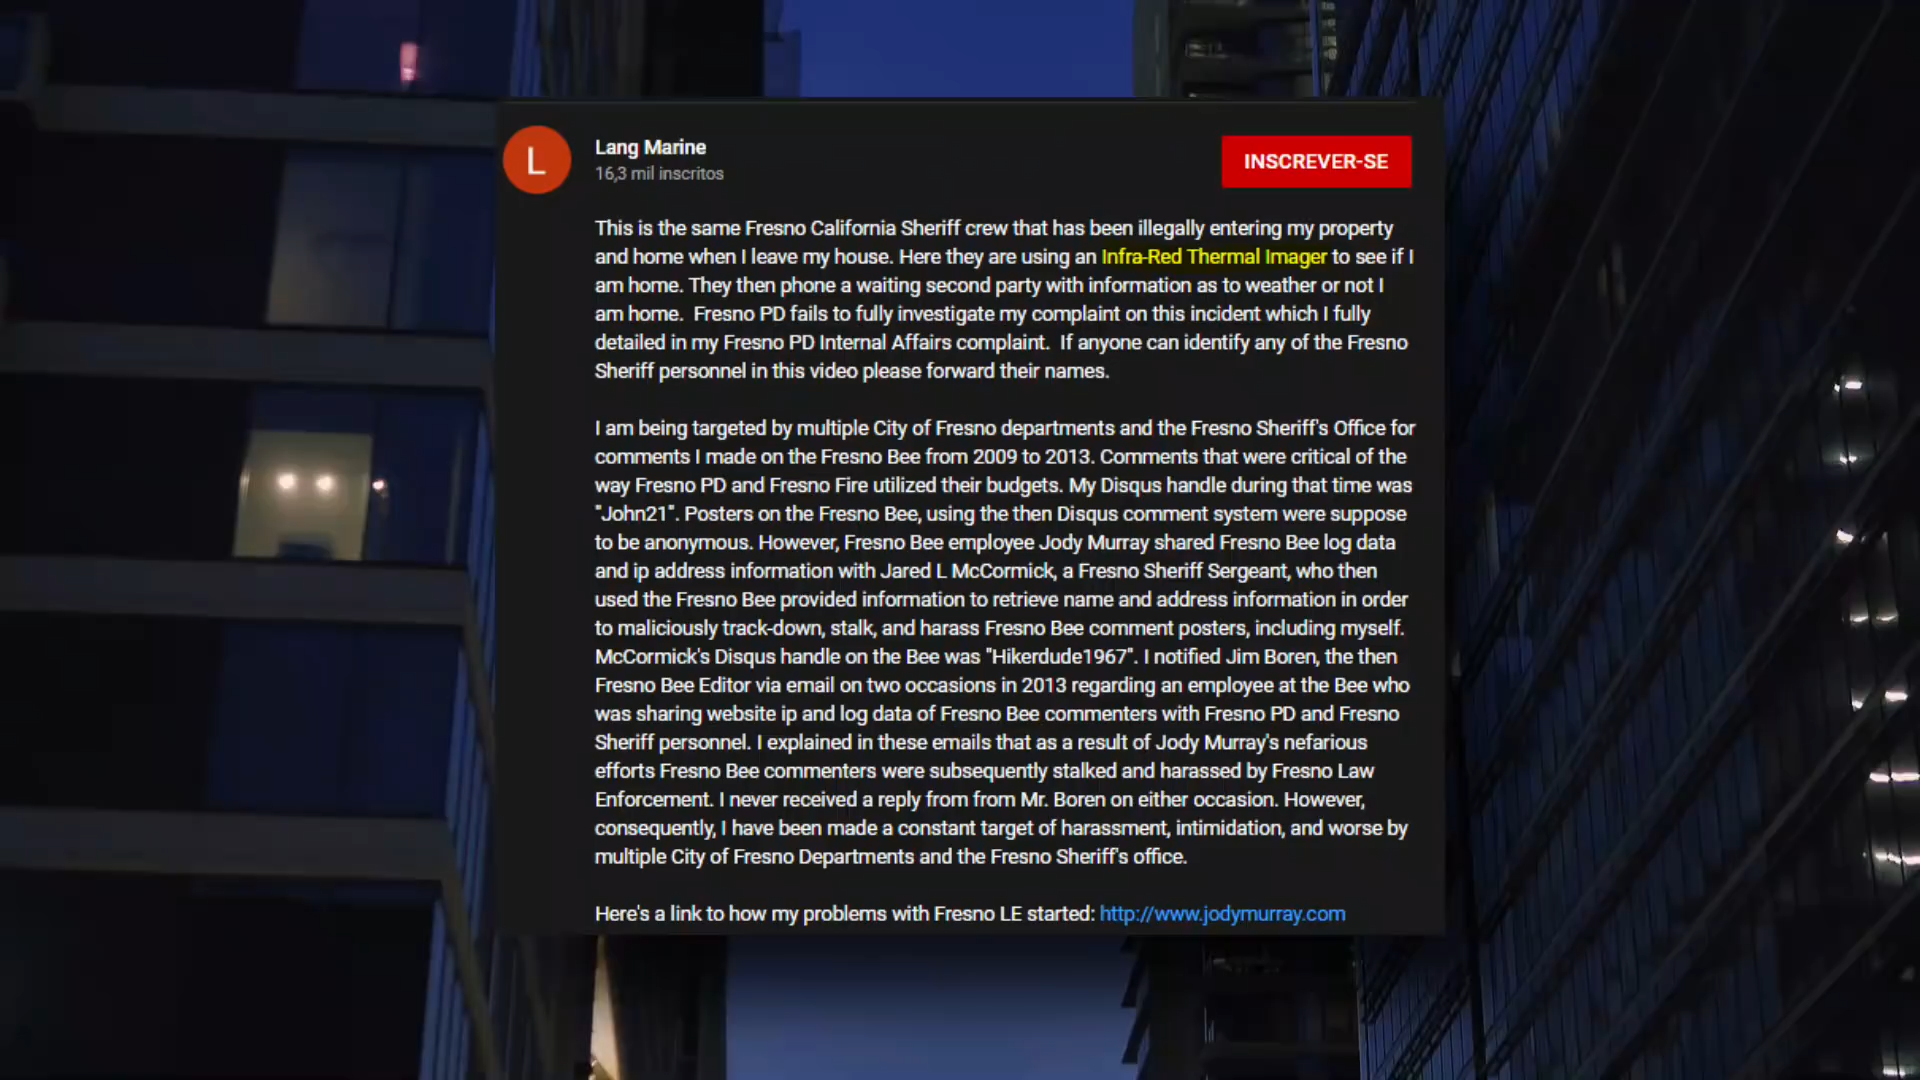 L
Lang Marine
16,3 mil inscritos
INSCREVER-SE
This is the same Fresno California Sheriff crew that has been illegally entering my property
and home when I leave my house. Here they are using an Infra-Red Thermal Imager to see if I
am home. They then phone a waiting second party with information as to weather or not I
am home.  Fresno PD fails to fully investigate my complaint on this incident which I fully
detailed in my Fresno PD Internal Affairs complaint.  If anyone can identify any of the Fresno
Sheriff personnel in this video please forward their names.
I am being targeted by multiple City of Fresno departments and the Fresno Sheriff's Office for
comments I made on the Fresno Bee from 2009 to 2013. Comments that were critical of the
way Fresno PD and Fresno Fire utilized their budgets. My Disqus handle during that time was
"John21". Posters on the Fresno Bee, using the then Disqus comment system were suppose
to be anonymous. However, Fresno Bee employee Jody Murray shared Fresno Bee log data
and ip address information with Jared L McCormick, a Fresno Sheriff Sergeant, who then
used the Fresno Bee provided information to retrieve name and address information in order
to maliciously track-down, stalk, and harass Fresno Bee comment posters, including myself.
McCormick's Disqus handle on the Bee was "Hikerdude1967". I notified Jim Boren, the then
Fresno Bee Editor via email on two occasions in 2013 regarding an employee at the Bee who
was sharing website ip and log data of Fresno Bee commenters with Fresno PD and Fresno
Sheriff personnel. I explained in these emails that as a result of Jody Murray's nefarious
efforts Fresno Bee commenters were subsequently stalked and harassed by Fresno Law
Enforcement. I never received a reply from from Mr. Boren on either occasion. However,
consequently, I have been made a constant target of harassment, intimidation, and worse by
multiple City of Fresno Departments and the Fresno Sheriff's office.
Here's a link to how my problems with Fresno LE started: http://www.jodymurray.com